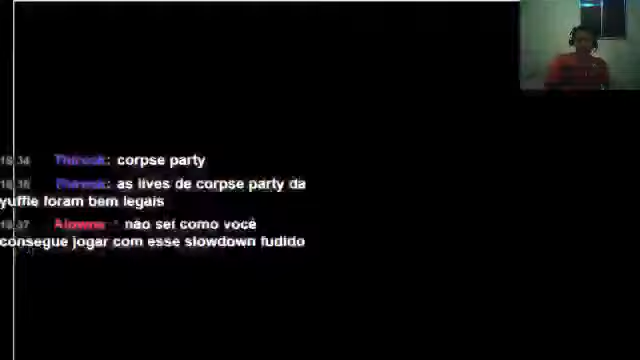 corpse party
as lives de corpse party da
yuffie foram bem legais
não sei como você
consegue jogar com esse slowdown fudido